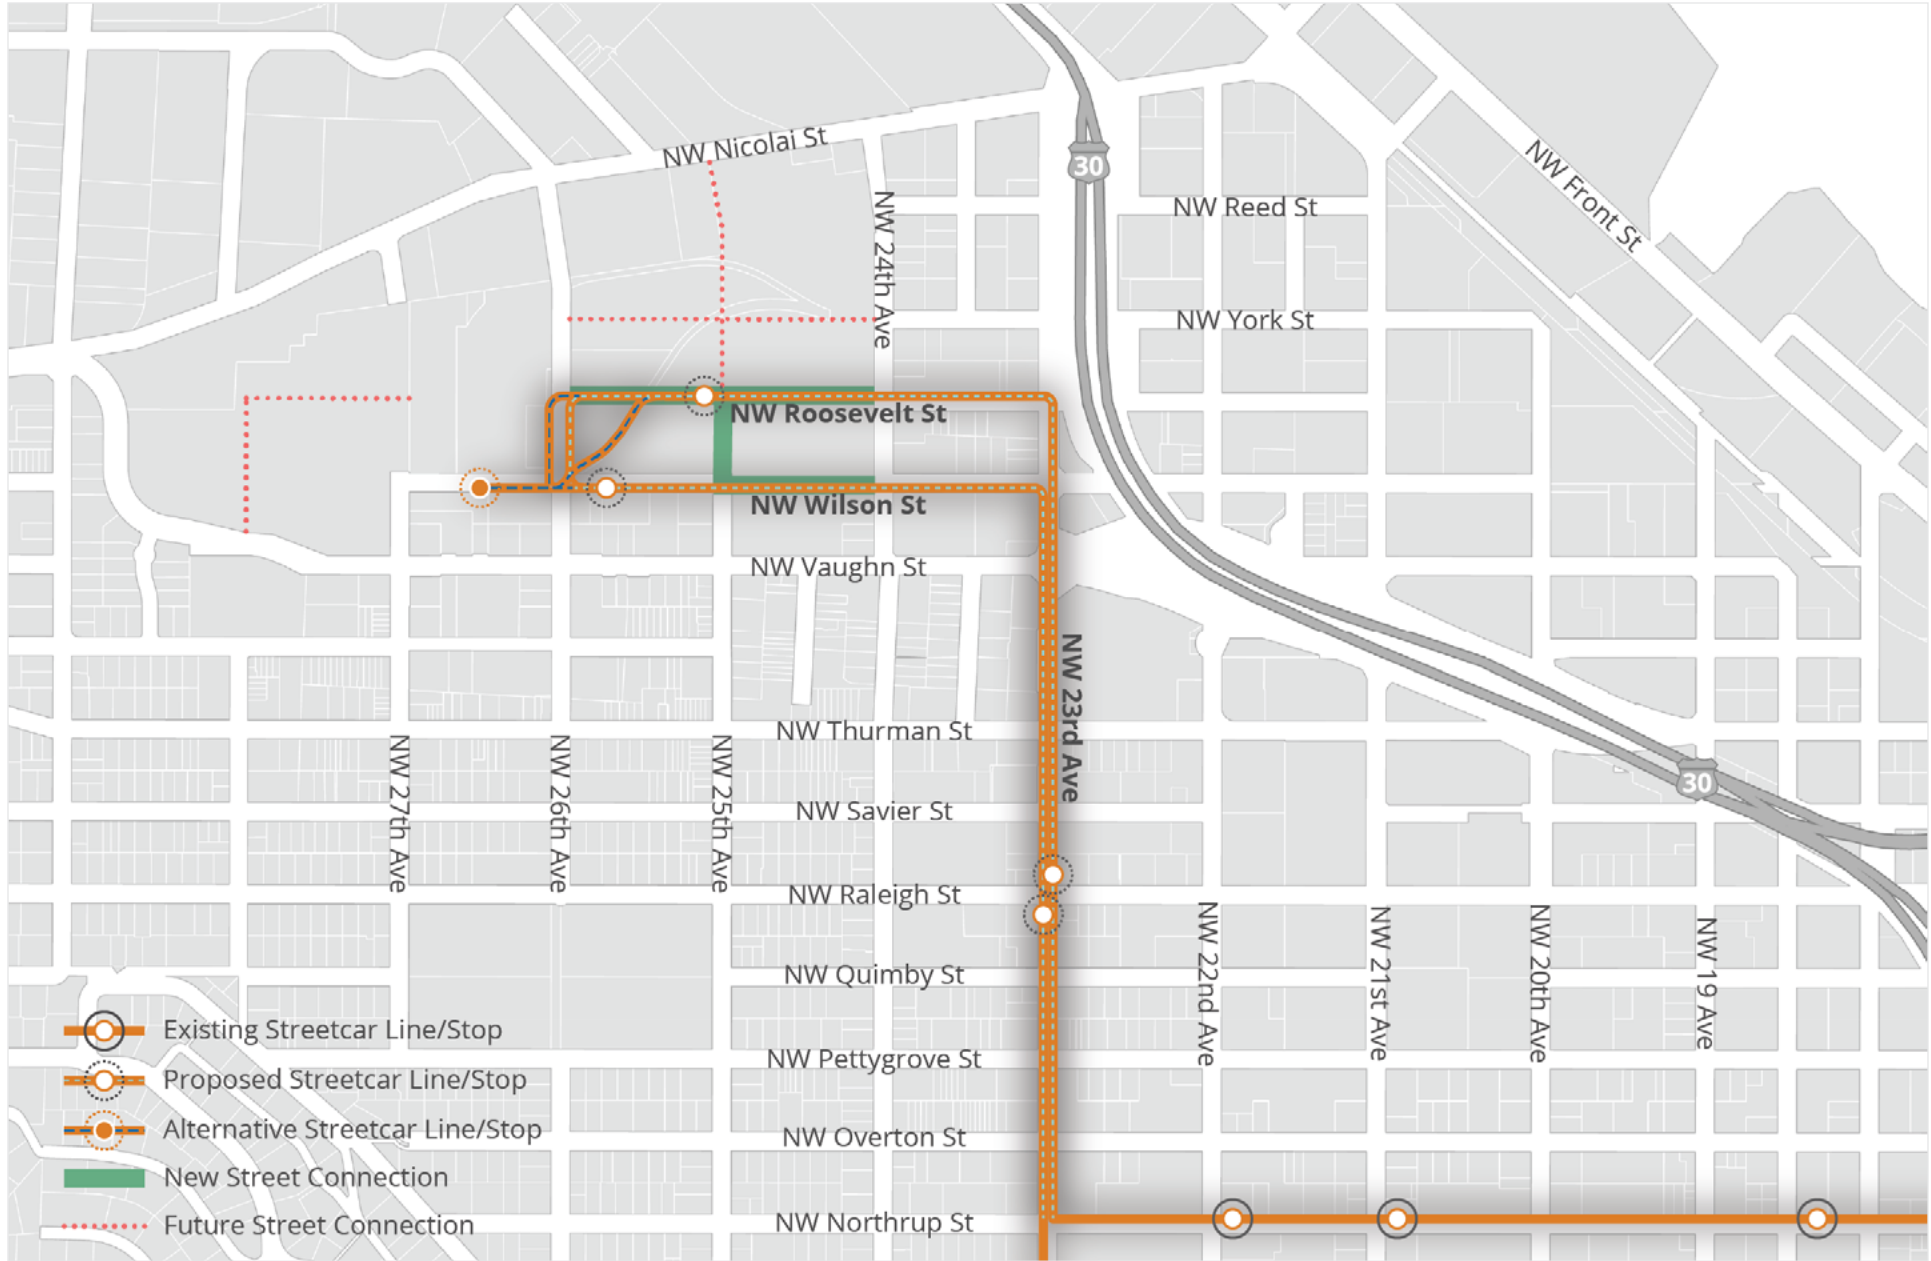 NW Nicolai St
30
NW Front St
NW Reed St
NW 24th Ave
NW York St
NW Roosevelt St
NW Wilson St
NW Vaughn St
NW 23rd Ave
NW Thurman St
NW 27th Ave
NW 26th Ave
NW 25th Ave
30
NW Savier St
NW Raleigh St
NW 22nd Ave
NW 21st Ave
NW 20th Ave
NW 19 Ave
NW Quimby St
NW Pettygrove St
NW Overton St
NW Northrup St
Existing Streetcar Line/Stop
Proposed Streetcar Line/Stop
Alternative Streetcar Line/Stop
New Street Connection
Future Street Connection